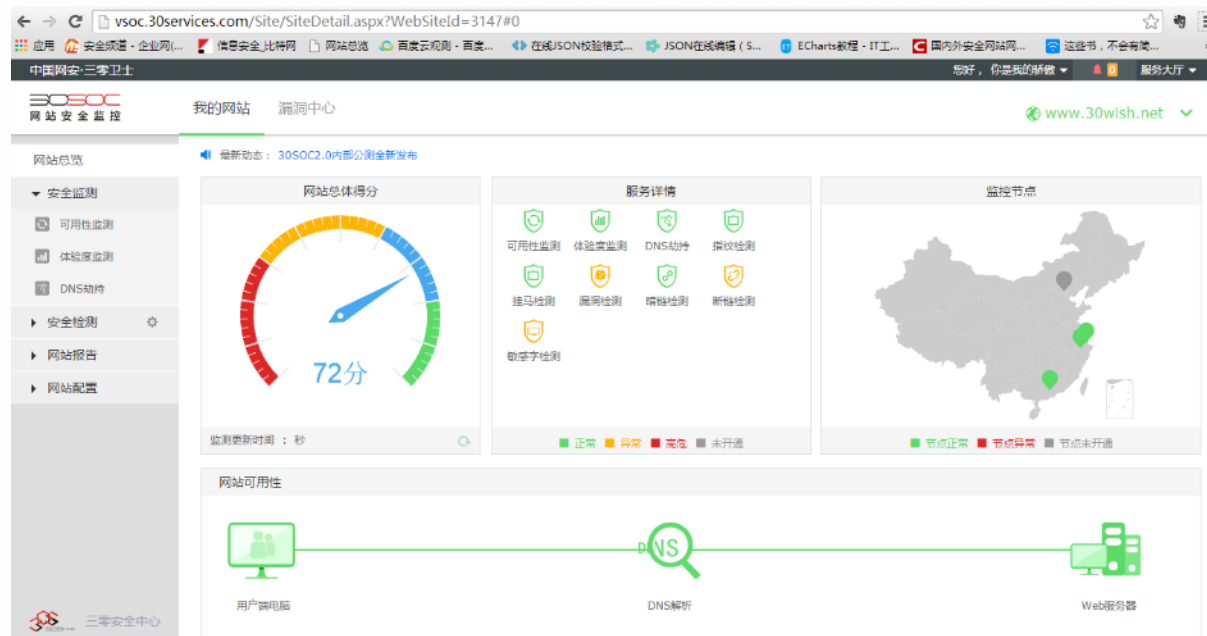 vsoc.30services.com/Site/SiteDetail.aspx?WebSiteId=3147#0
应用 安全频道 - 企业网(... 信息安全_比特网 网站总览 百度云观测 - 百度... 在线JSON校验格式... JSON在线编辑 ( S... ECharts教程 - IT工... 国内外安全网站网... 这些书，不会有简...
中国网安·三零卫士 您好， 你是我的骄傲 0 服务大厅
30SOC
网站安全监控
我的网站 漏洞中心 www.30wish.net
网站总览
安全监测
可用性监测
体验度监测
DNS劫持
安全检测
网站报告
网站配置
三零安全中心
最新动态： 30SOC2.0内部公测全新发布
网站总体得分
72分
监测更新时间 ： 秒
服务详情
可用性监测 体验度监测 DNS劫持 指纹检测
挂马检测 漏洞检测 暗链检测 断链检测
敏感字检测
正常 异常 高危 未开通
监控节点
节点正常 节点异常 节点未开通
网站可用性
DNS
用户端电脑 DNS解析 Web服务器